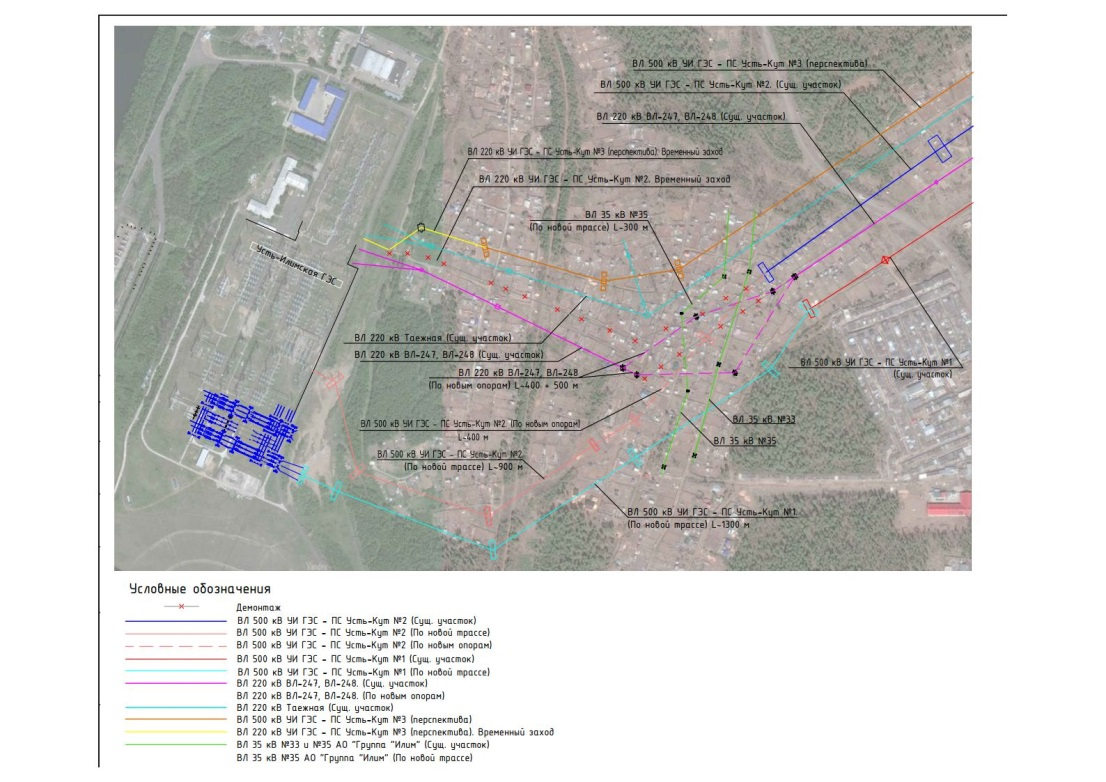 ВЛ 500 кВ УИ ГЭС - ПС Усть-Кут №3 (перспектива)
ВЛ 500 кВ УИ ГЭС - ПС Усть-Кут №2. (Сущ. участок)
ВЛ 220 кВ ВЛ-247, ВЛ-248 (Сущ. участок)
ВЛ 220 кВ УИ ГЭС - ПС Усть-Кут №3 (перспектива). Временный заход
ВЛ 220 кВ УИ ГЭС - ПС Усть-Кут №2. Временный заход
ВЛ 35 кВ №35
(По новой трассе) L-300 м
Усть-Илимская ГЭС
ВЛ 220 кВ Таежная (Сущ. участок)
ВЛ 220 кВ ВЛ-247, ВЛ-248 (Сущ. участок)
ВЛ 220 кВ ВЛ-247, ВЛ-248
(По новым опорам) L-400 + 500 м
ВЛ 500 кВ УИ ГЭС - ПС Усть-Кут №1
(Сущ. участок)
ВЛ 500 кВ УИ ГЭС - ПС Усть-Кут №2. (По новым опорам)
L-400 м
ВЛ 35 кВ №33
ВЛ 35 кВ №35
ВЛ 500 кВ УИ ГЭС - ПС Усть-Кут №2.
(По новой трассе) L-900 м
ВЛ 500 кВ УИ ГЭС - ПС Усть-Кут №1.
(По новой трассе) L-1300 м
Yandex
Условные обозначения
Демонтаж
ВЛ 500 кВ УИ ГЭС - ПС Усть-Кут №2 (Сущ. участок)
ВЛ 500 кВ УИ ГЭС - ПС Усть-Кут №2 (По новой трассе)
ВЛ 500 кВ УИ ГЭС - ПС Усть-Кут №2 (По новым опорам)
ВЛ 500 кВ УИ ГЭС - ПС Усть-Кут №1 (Сущ. участок)
ВЛ 500 кВ УИ ГЭС - ПС Усть-Кут №1 (По новой трассе)
ВЛ 220 кВ ВЛ-247, ВЛ-248. (Сущ. участок)
ВЛ 220 кВ ВЛ-247, ВЛ-248. (По новым опорам)
ВЛ 220 кВ Таежная (Сущ. участок)
ВЛ 500 кВ УИ ГЭС - ПС Усть-Кут №3 (перспектива)
ВЛ 220 кВ УИ ГЭС - ПС Усть-Кут №3 (перспектива). Временный заход
ВЛ 35 кВ №33 и №35 АО "Группа "Илим" (Сущ. участок)
ВЛ 35 кВ №35 АО "Группа "Илим" (По новой трассе)